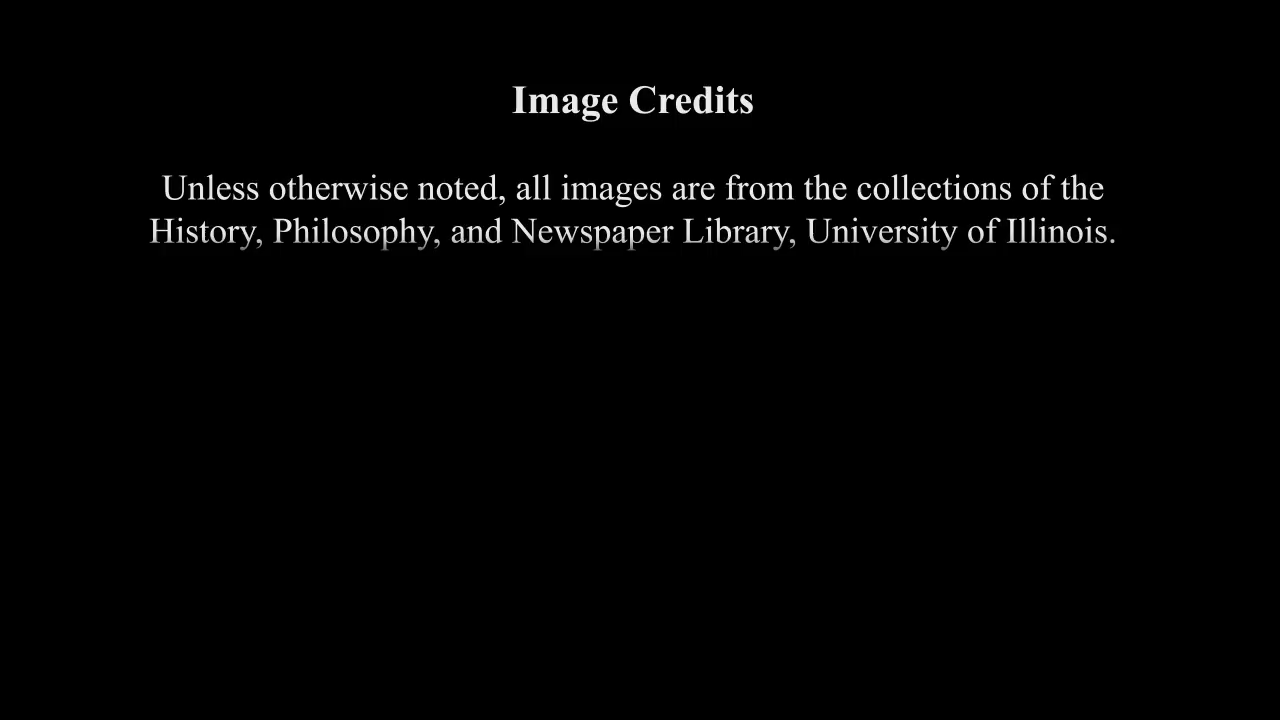 Image Credits
Unless otherwise noted, all images are from the collections of the
History, Philosophy, and Newspaper Library, University of Illinois.